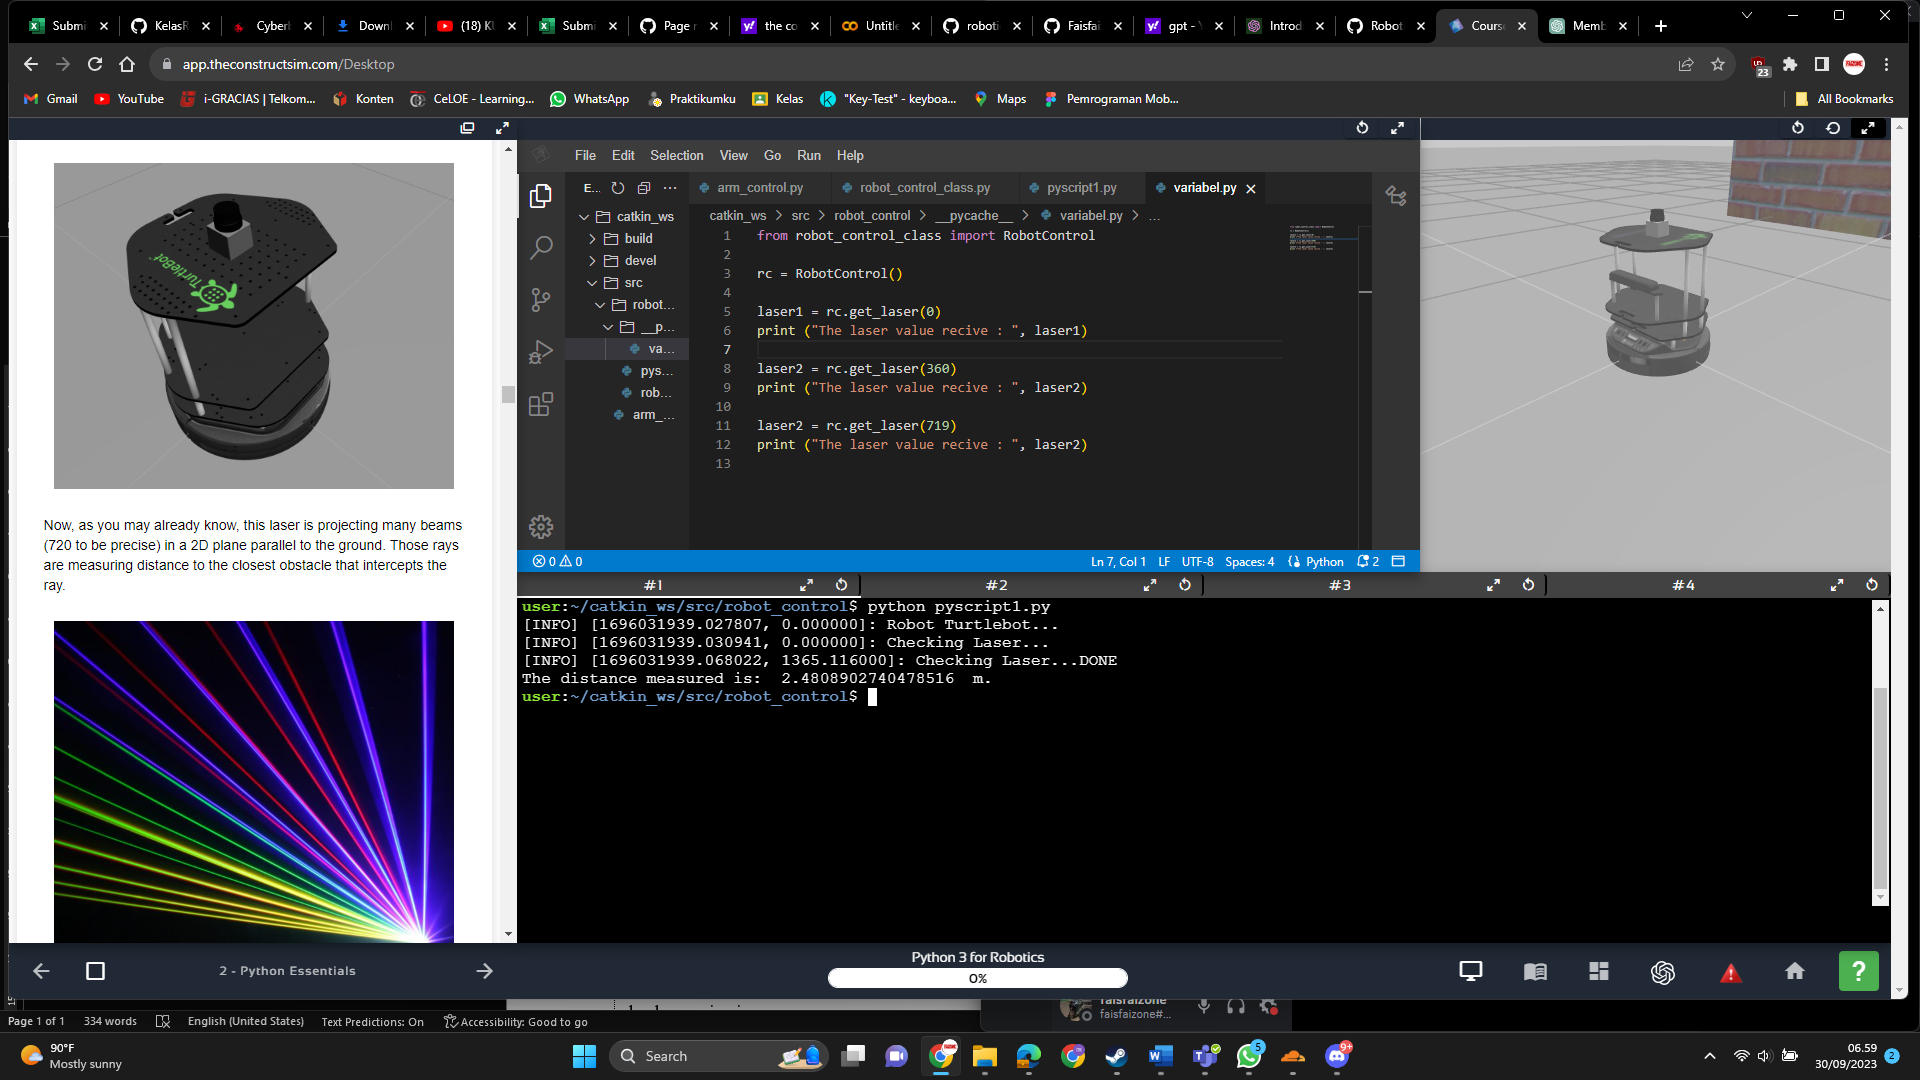 Submi
KelasR
Cyberl
Downl
(18) Kl
Submi
Page r
the co
Untitle
roboti
Faisfai
gpt - Y
Introd
Robot
Course
Memb
app.theconstructsim.com/Desktop
23
Gmail
YouTube
i-GRACIAS | Telkom...
Konten
CeLOE - Learning...
WhatsApp
Praktikumku
Kelas
"Key-Test" - keyboa...
Maps
Pemrograman Mob...
All Bookmarks
TurtleBot
Now, as you may already know, this laser is projecting many beams
(720 to be precise) in a 2D plane parallel to the ground. Those rays
are measuring distance to the closest obstacle that intercepts the
ray.
File Edit Selection View Go Run Help
E...
catkin_ws
build
devel
src
robot...
__p...
va...
pys...
rob...
arm_...
arm_control.py
robot_control_class.py
pyscript1.py
variabel.py
catkin_ws > src > robot_control > __pycache__ > variabel.py > ...
1 from robot_control_class import RobotControl
2
3 rc = RobotControl()
4
5 laser1 = rc.get_laser(0)
6 print ("The laser value recive : ", laser1)
7
8 laser2 = rc.get_laser(360)
9 print ("The laser value recive : ", laser2)
10
11 laser2 = rc.get_laser(719)
12 print ("The laser value recive : ", laser2)
13
0 0
Ln 7, Col 1 LF UTF-8 Spaces: 4 Python 2
#1 #2 #3 #4
user:~/catkin_ws/src/robot_control$ python pyscript1.py
[INFO] [1696031939.027807, 0.000000]: Robot Turtlebot...
[INFO] [1696031939.030941, 0.000000]: Checking Laser...
[INFO] [1696031939.068022, 1365.116000]: Checking Laser...DONE
The distance measured is:  2.4808902740478516  m.
user:~/catkin_ws/src/robot_control$
2 - Python Essentials
Python 3 for Robotics
0%
?
faisfaizone
faisfaizone#...
Page 1 of 1 334 words English (United States) Text Predictions: On Accessibility: Good to go
90°F
Mostly sunny
Search
5
9+
06.59
30/09/2023
2